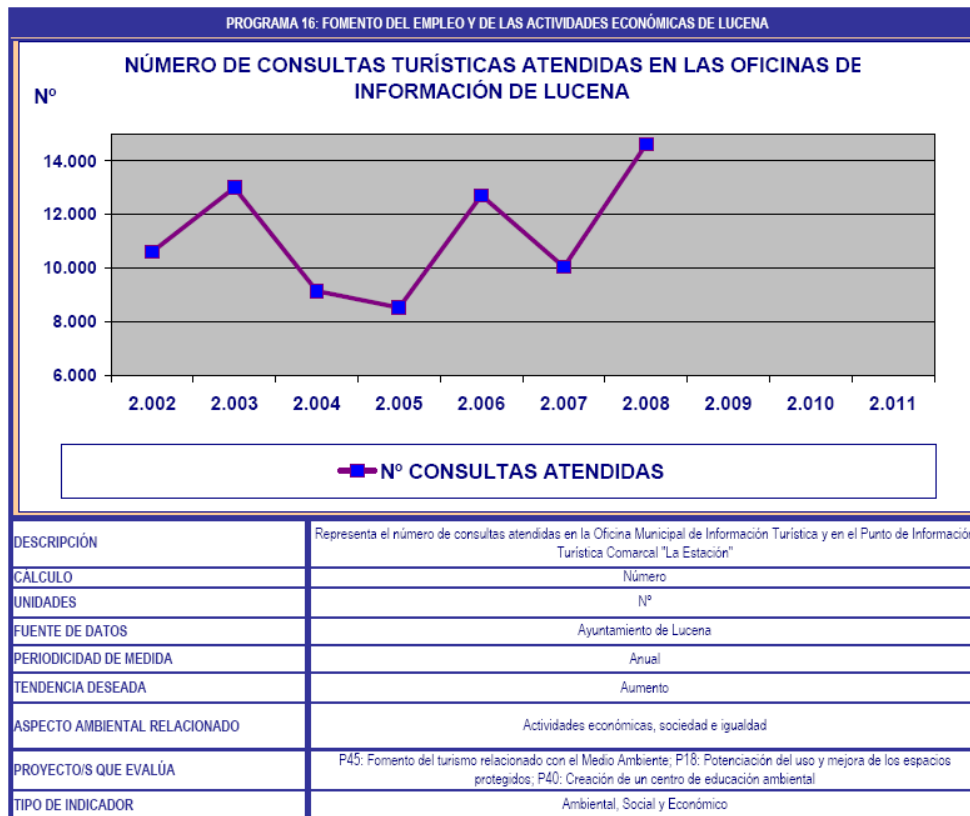 PROGRAMA 16: FOMENTO DEL EMPLEO Y DE LAS ACTIVIDADES ECONÓMICAS DE LUCENA
NÚMERO DE CONSULTAS TURÍSTICAS ATENDIDAS EN LAS OFICINAS DE
INFORMACIÓN DE LUCENA
Nº
14.000
12.000
10.000
8.000
6.000
2.002 2.003 2.004 2.005 2.006 2.007 2.008 2.009 2.010 2.011
Nº CONSULTAS ATENDIDAS
DESCRIPCIÓN
Representa el número de consultas atendidas en la Oficina Municipal de Información Turística y en el Punto de Información
Turística Comarcal "La Estación"
CÁLCULO Número
UNIDADES Nº
FUENTE DE DATOS Ayuntamiento de Lucena
PERIODICIDAD DE MEDIDA Anual
TENDENCIA DESEADA Aumento
ASPECTO AMBIENTAL RELACIONADO Actividades económicas, sociedad e igualdad
PROYECTO/S QUE EVALÚA
P45: Fomento del turismo relacionado con el Medio Ambiente; P18: Potenciación del uso y mejora de los espacios
protegidos; P40: Creación de un centro de educación ambiental
TIPO DE INDICADOR Ambiental, Social y Económico